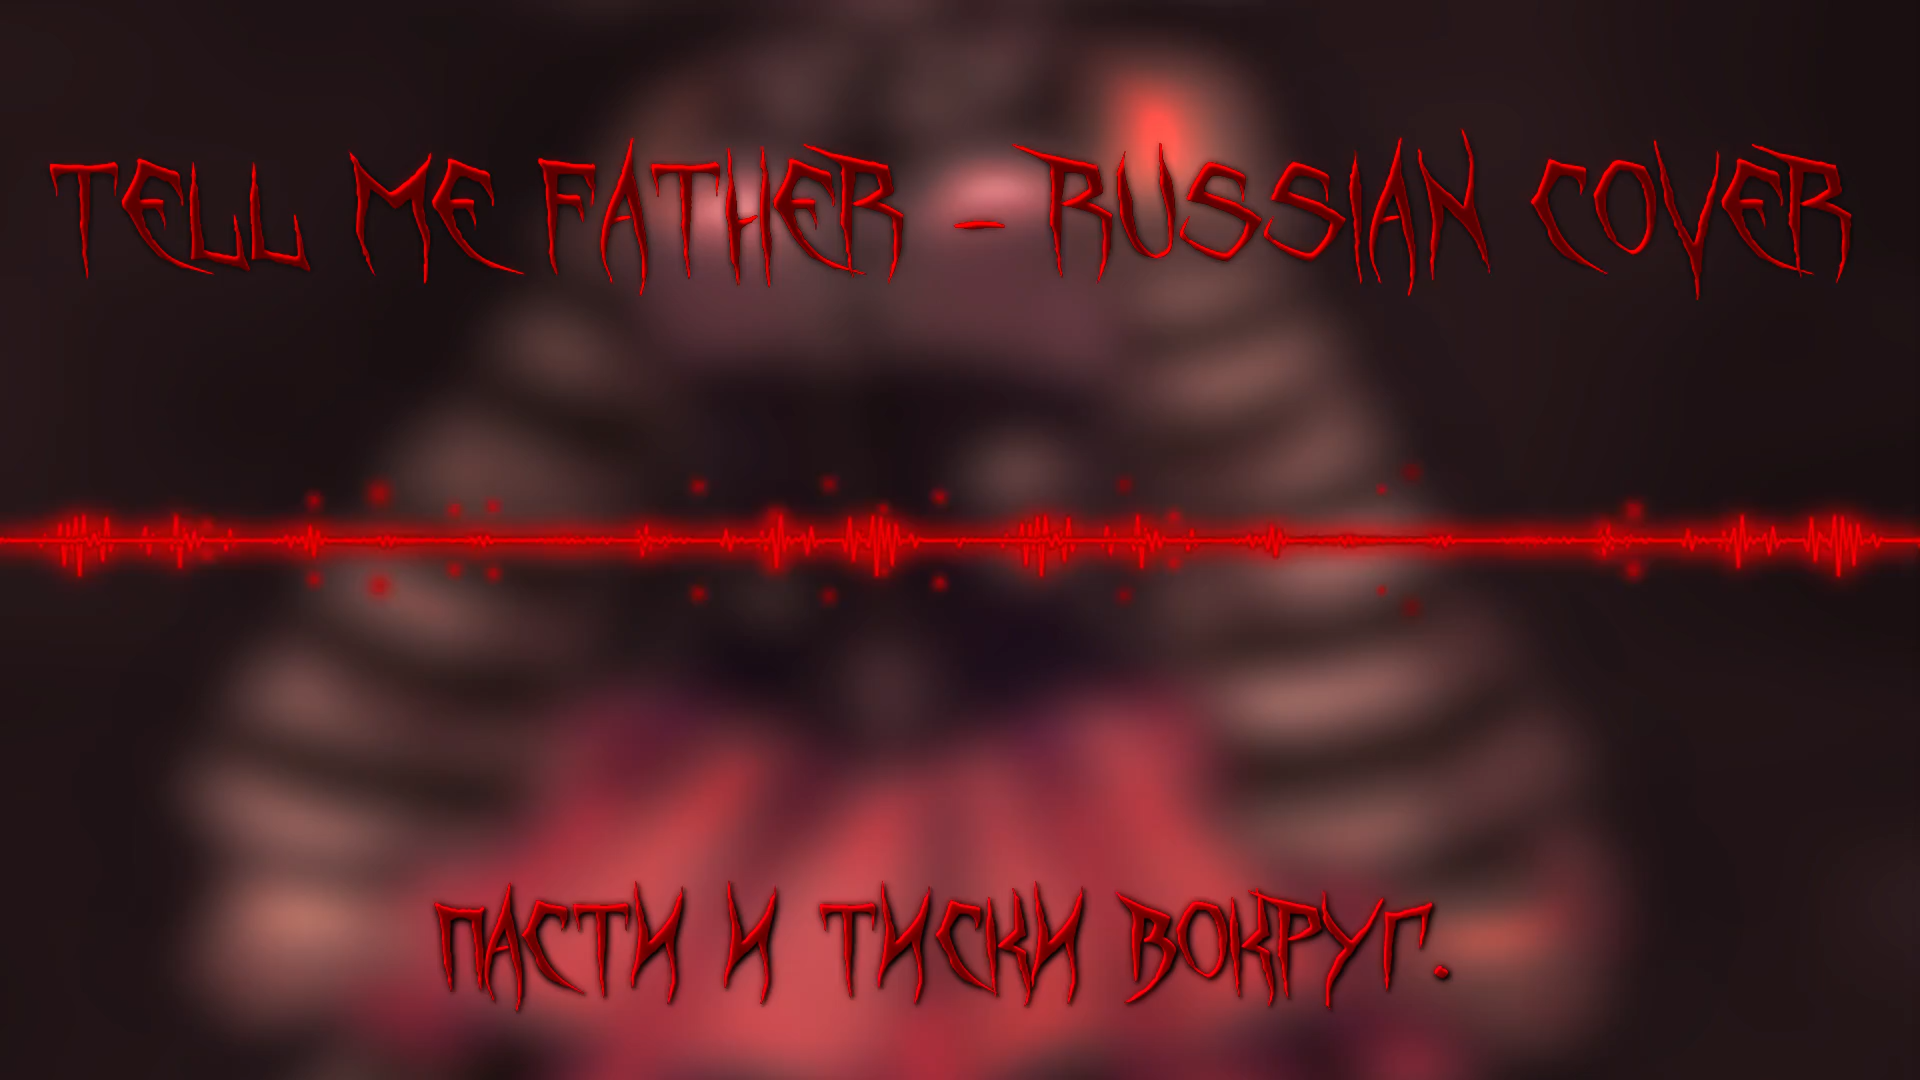 TELL ME FATHER - RUSSIAN COVER
ПАСТИ И ТИСКИ ВОКРУГ.